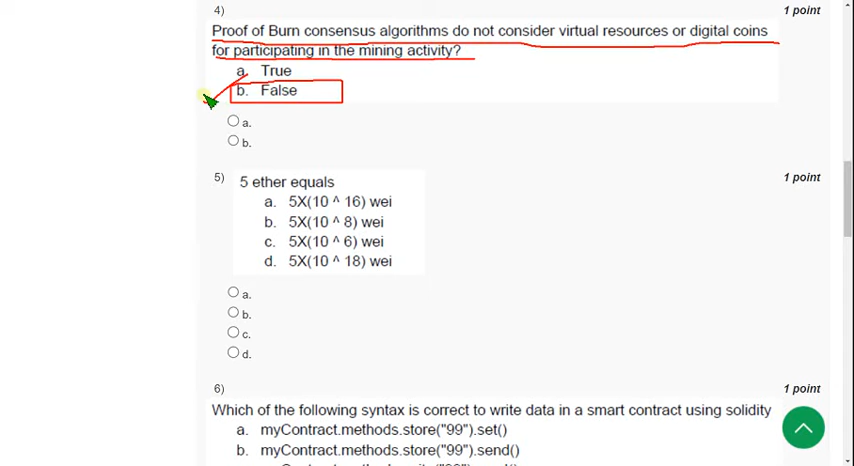 4)
1 point
Proof of Burn consensus algorithms do not consider virtual resources or digital coins
for participating in the mining activity?
a. True
b. False
a.
b.
5)
1 point
5 ether equals
a. 5X(10 ^ 16) wei
b. 5X(10 ^ 8) wei
c. 5X(10 ^ 6) wei
d. 5X(10 ^ 18) wei
a.
b.
c.
d.
6)
1 point
Which of the following syntax is correct to write data in a smart contract using solidity
a. myContract.methods.store("99").set()
b. myContract.methods.store("99").send()